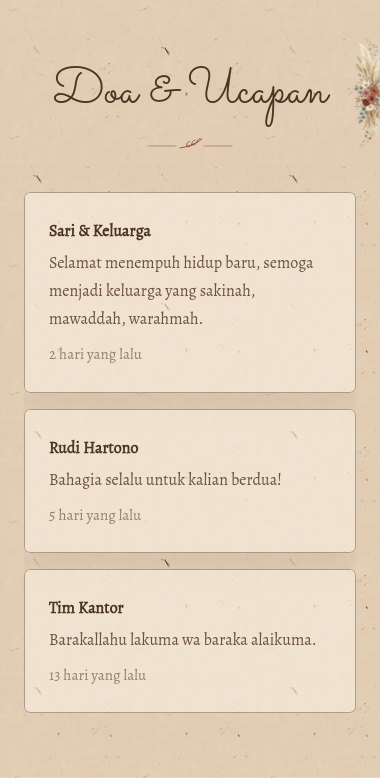 Doa & Ucapan
Sari & Keluarga
Selamat menempuh hidup baru, semoga
menjadi keluarga yang sakinah,
mawaddah, warahmah.
2 hari yang lalu
Rudi Hartono
Bahagia selalu untuk kalian berdua!
5 hari yang lalu
Tim Kantor
Barakallahu lakuma wa baraka alaikuma.
13 hari yang lalu